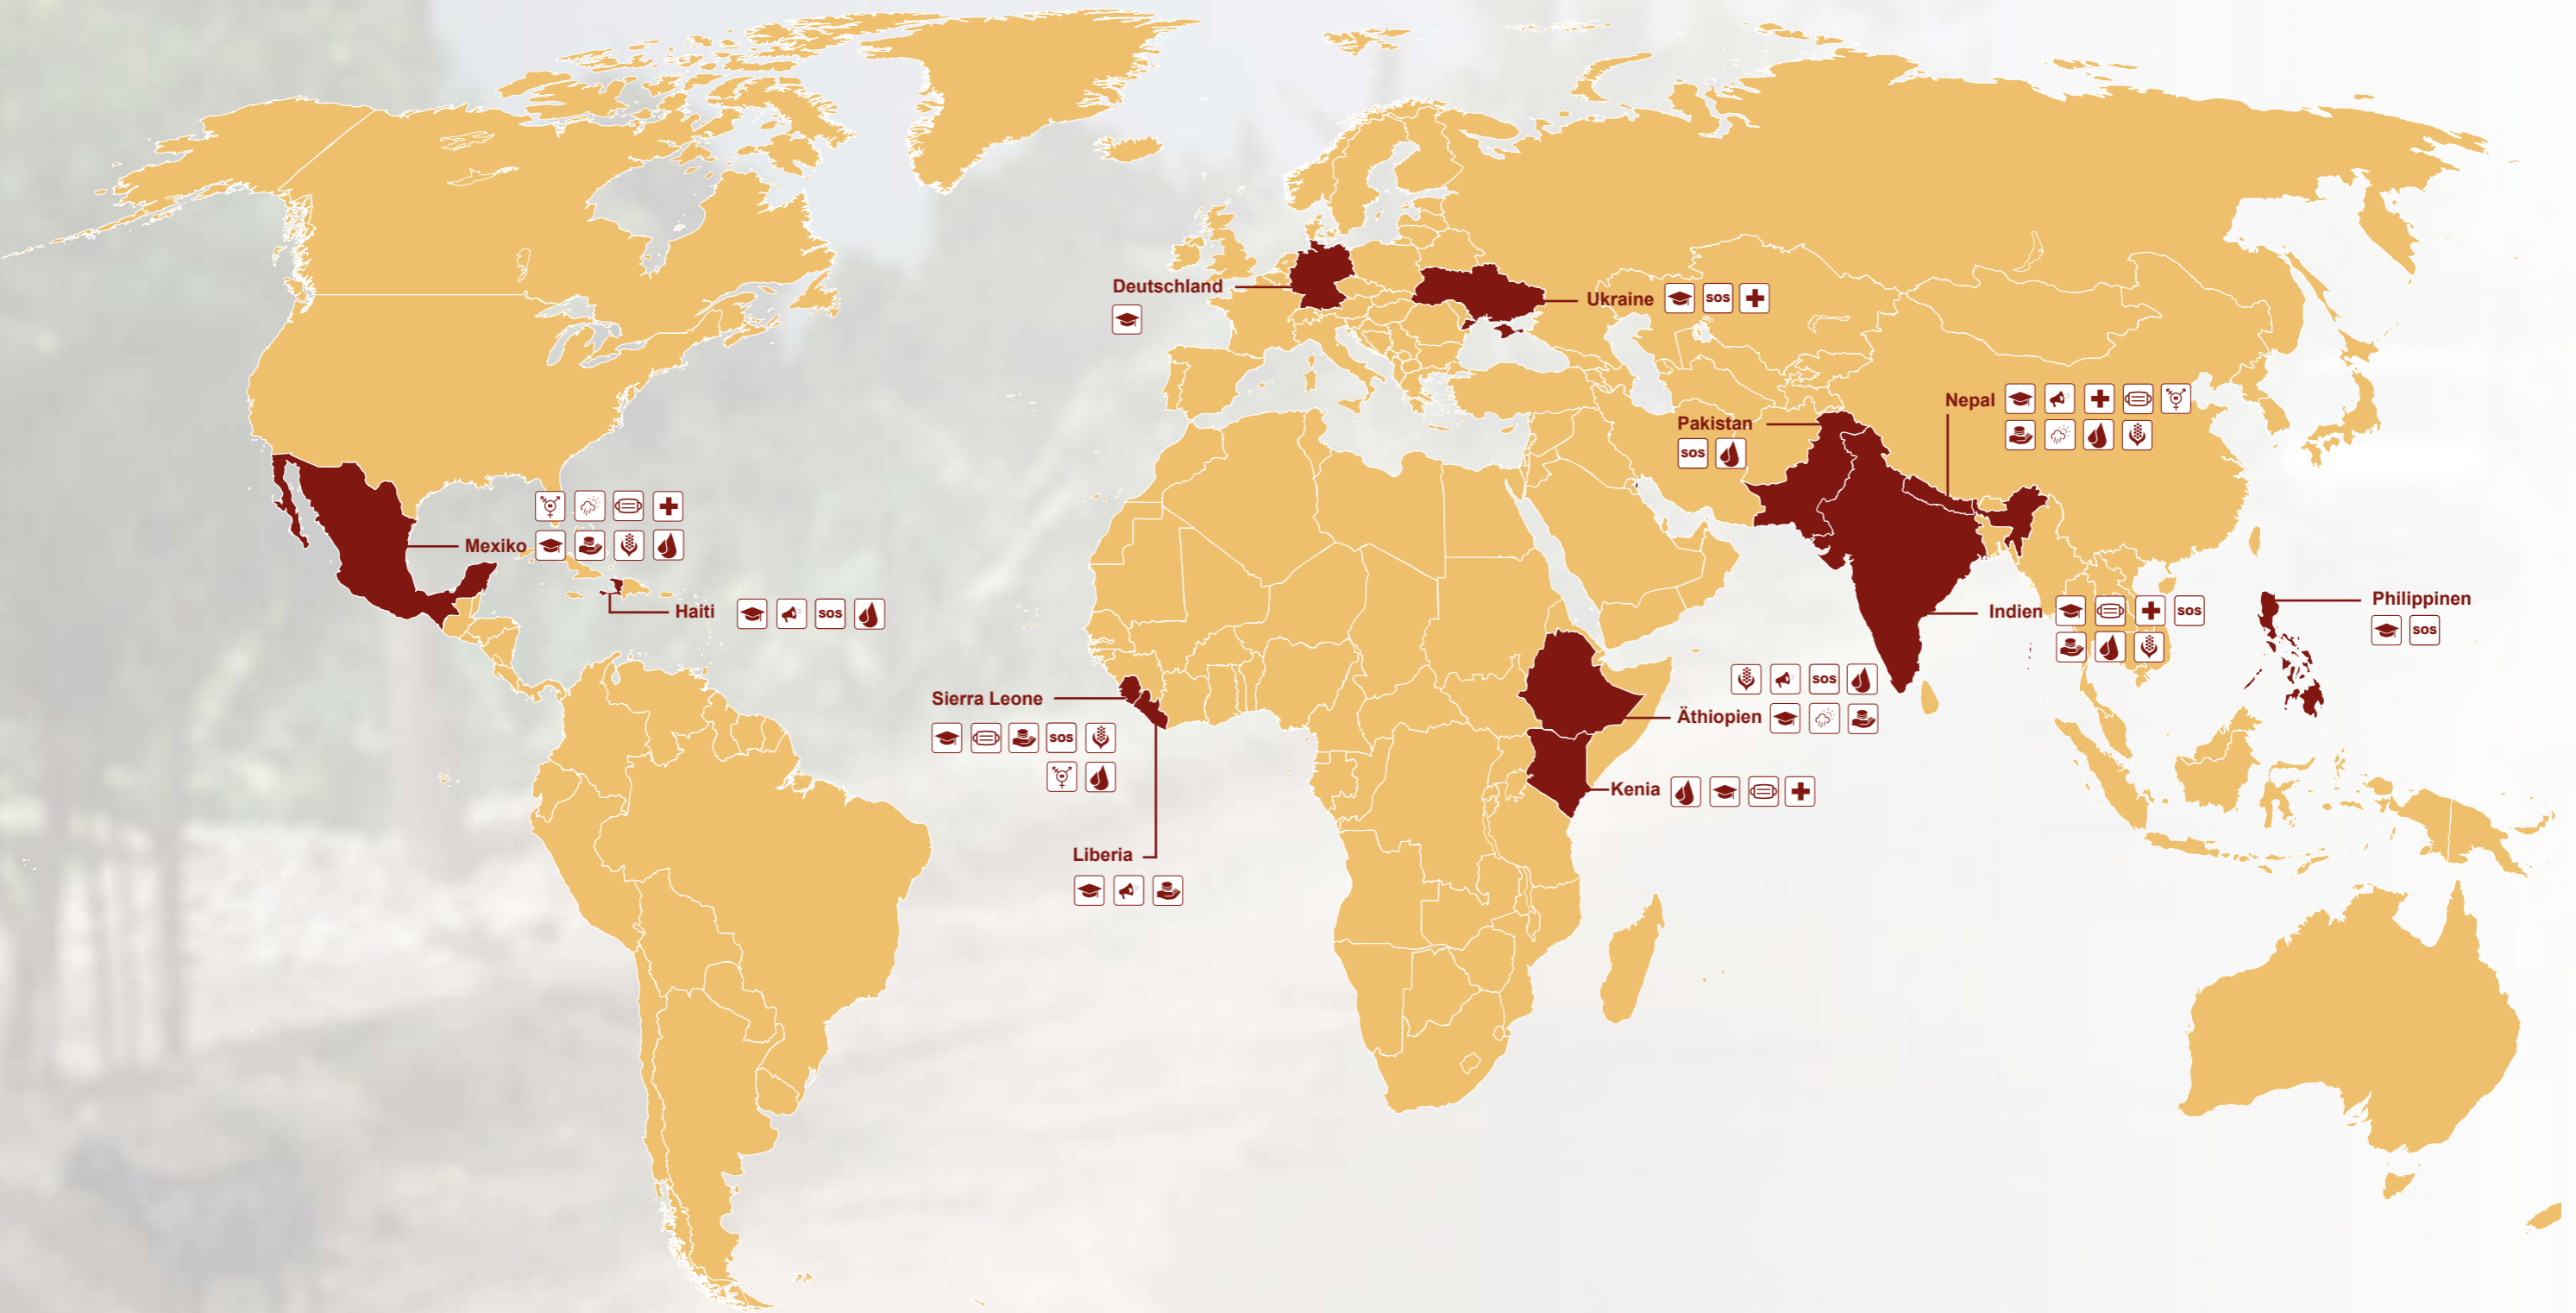 Deutschland
Ukraine sos
Nepal
Pakistan
sos
Mexiko
Haiti sos
Indien sos
Philippinen
sos
Sierra Leone
sos
sos
Äthiopien
Kenia
Liberia